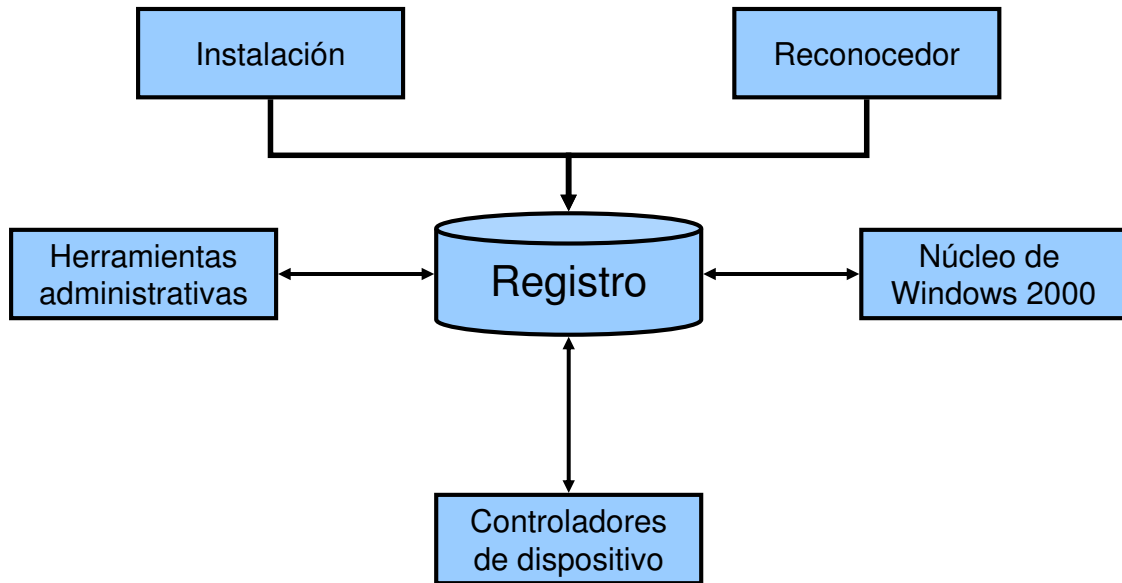 Instalación
Reconocedor
Herramientas
administrativas
Registro
Núcleo de
Windows 2000
Controladores
de dispositivo